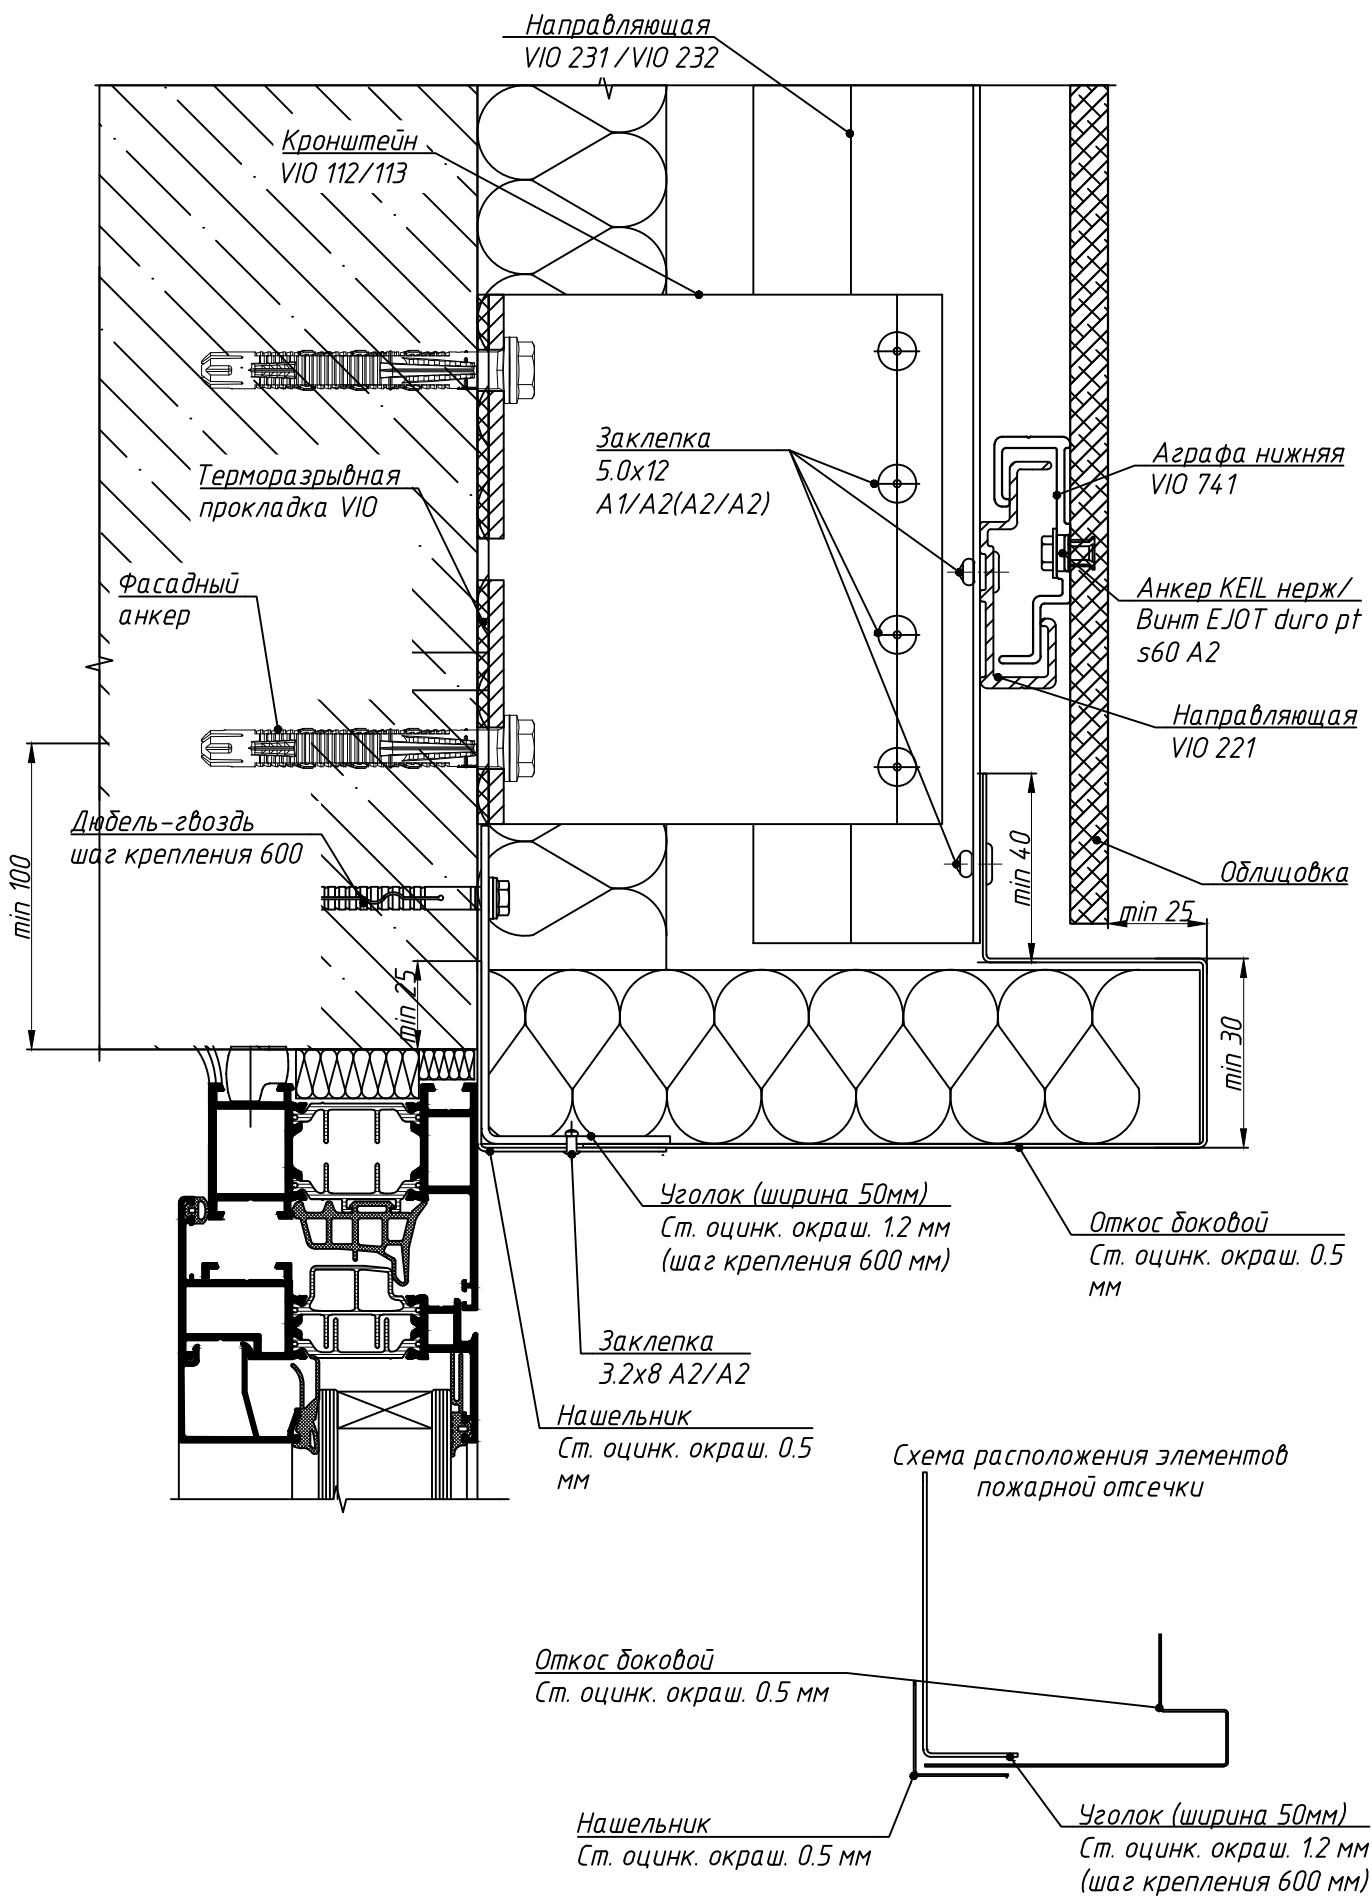 Направляющая
VIO 231 / VIO 232
Кронштейн
VIO 112/113
Заклепка
5.0x12
A1/A2(A2/A2)
Терморазрывная
прокладка VIO
Аграфа нижняя
VIO 741
Фасадный
анкер
Анкер KEIL нерж/
Винт EJOT duro pt
s60 A2
Направляющая
VIO 221
Дюбель-гвоздь
шаг крепления 600
min 100
min 40
Облицовка
min 25
min 25
min 30
Уголок (ширина 50мм)
Ст. оцинк. окраш. 1.2 мм
(шаг крепления 600 мм)
Откос боковой
Ст. оцинк. окраш. 0.5
мм
Заклепка
3.2x8 A2/A2
Нашельник
Ст. оцинк. окраш. 0.5
мм
Схема расположения элементов
пожарной отсечки
Откос боковой
Ст. оцинк. окраш. 0.5 мм
Нашельник
Ст. оцинк. окраш. 0.5 мм
Уголок (ширина 50мм)
Ст. оцинк. окраш. 1.2 мм
(шаг крепления 600 мм)